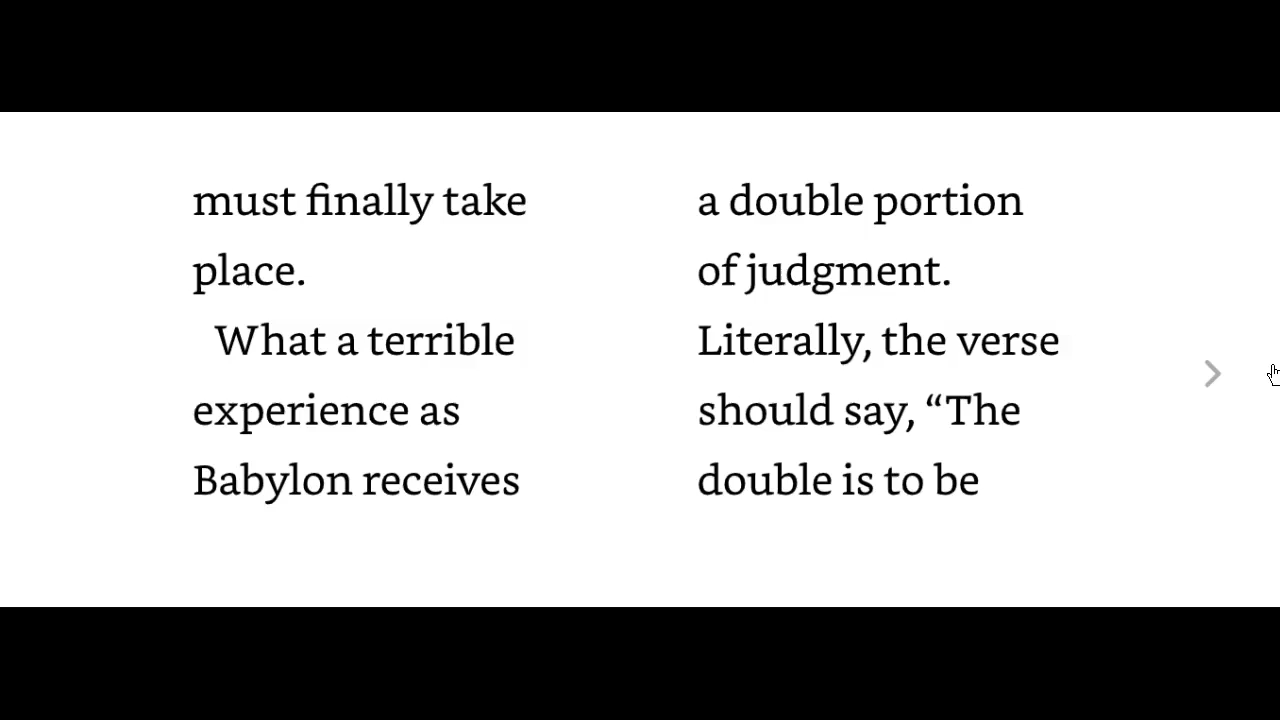 must finally take
place.
What a terrible
experience as
Babylon receives
a double portion
of judgment.
Literally, the verse
should say, “The
double is to be